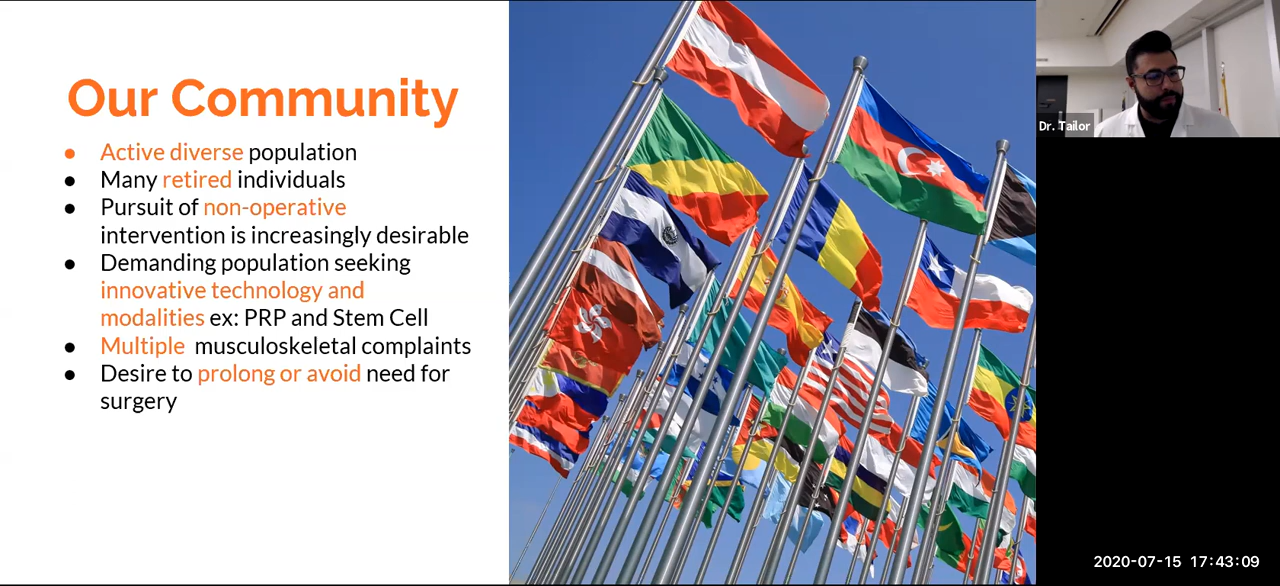 Our Community
● Active diverse population
● Many retired individuals
● Pursuit of non-operative
intervention is increasingly desirable
● Demanding population seeking
innovative technology and
modalities ex: PRP and Stem Cell
● Multiple musculoskeletal complaints
● Desire to prolong or avoid need for
surgery
Dr. Tailor
2020-07-15 17:43:09